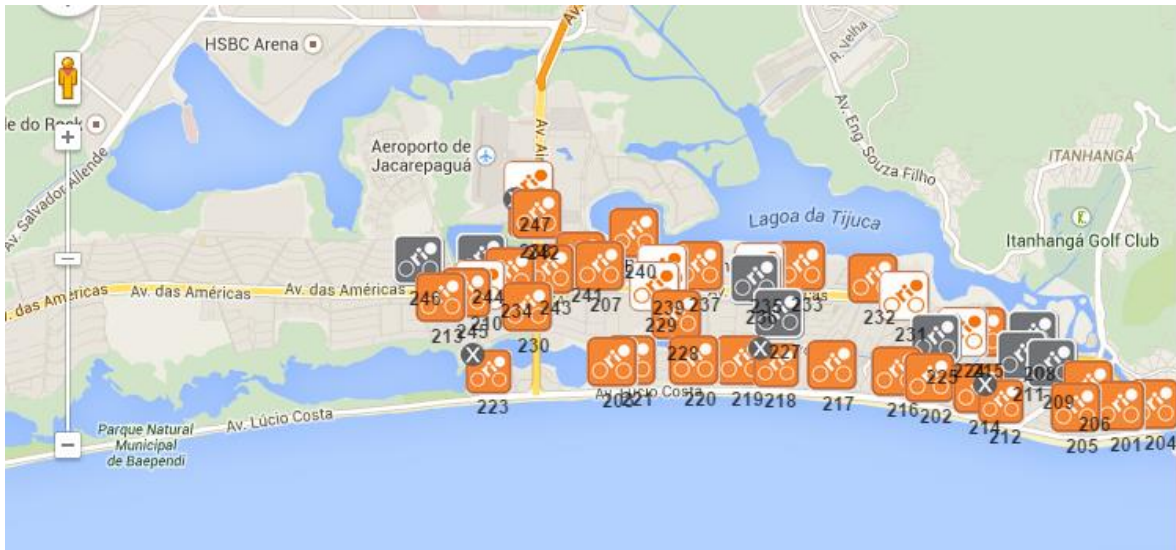 HSBC Arena
de do Rock
Av. Salvador Allende
Aeroporto de
Jacarepaguá
R. Velha
Av. Eng. Souza Filho
ITANHANGÁ
Itanhangá Golf Club
Lagoa da Tijuca
Av. das Américas
Av. das Américas
Av. das Américas
Av. Lúcio Costa
Av. Lúcio Costa
Parque Natural
Municipal
de Baependi
rio
247
242
240
246
244
243
241
207
239
237
235
233
232
213
230
234
229
231
230
228
227
225
208
223
221
220
219
218
217
216
202
214
212
211
209
206
205
201
204
X
X
X